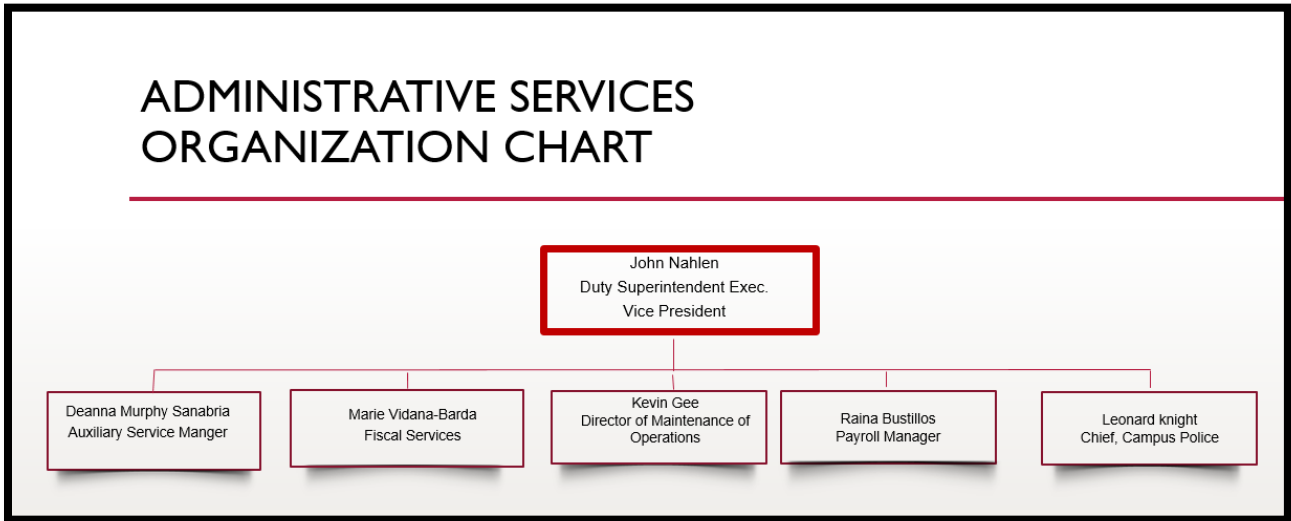 ADMINISTRATIVE SERVICES
ORGANIZATION CHART
John Nahlen
Duty Superintendent Exec.
Vice President
Deanna Murphy Sanabria
Auxiliary Service Manger
Marie Vidana-Barda
Fiscal Services
Kevin Gee
Director of Maintenance of
Operations
Raina Bustillos
Payroll Manager
Leonard knight
Chief, Campus Police